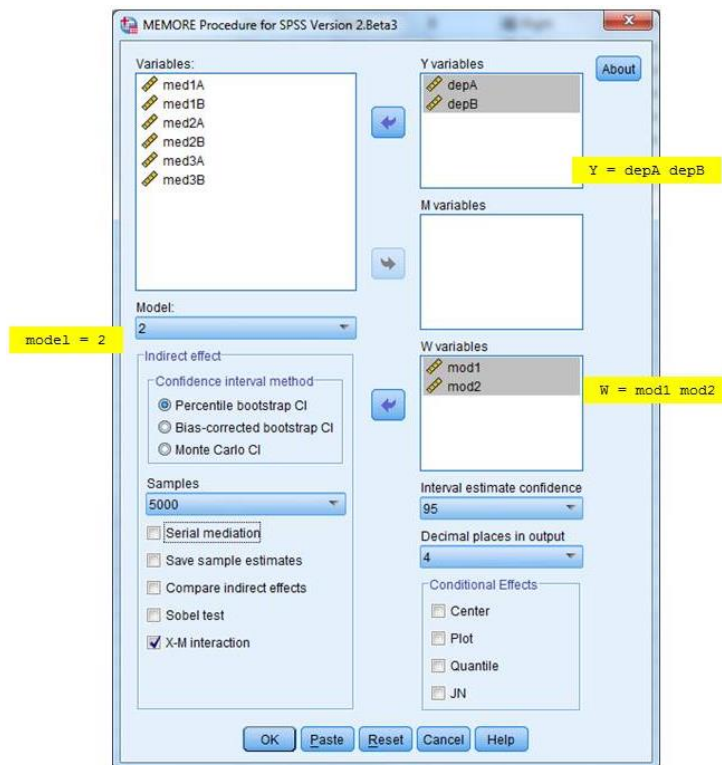 MEMORE Procedure for SPSS Version 2.Beta3
Variables:
med1A
med1B
med2A
med2B
med3A
med3B
Y variables
depA
depB
About
Y = depA depB
M variables
Model:
2
model = 2
W variables
mod1
mod2
W = mod1 mod2
Indirect effect
Confidence interval method
Percentile bootstrap CI
Bias-corrected bootstrap CI
Monte Carlo CI
Samples
5000
Serial mediation
Save sample estimates
Compare indirect effects
Sobel test
X-M interaction
Interval estimate confidence
95
Decimal places in output
4
Conditional Effects
Center
Plot
Quantile
JN
OK Paste Reset Cancel Help